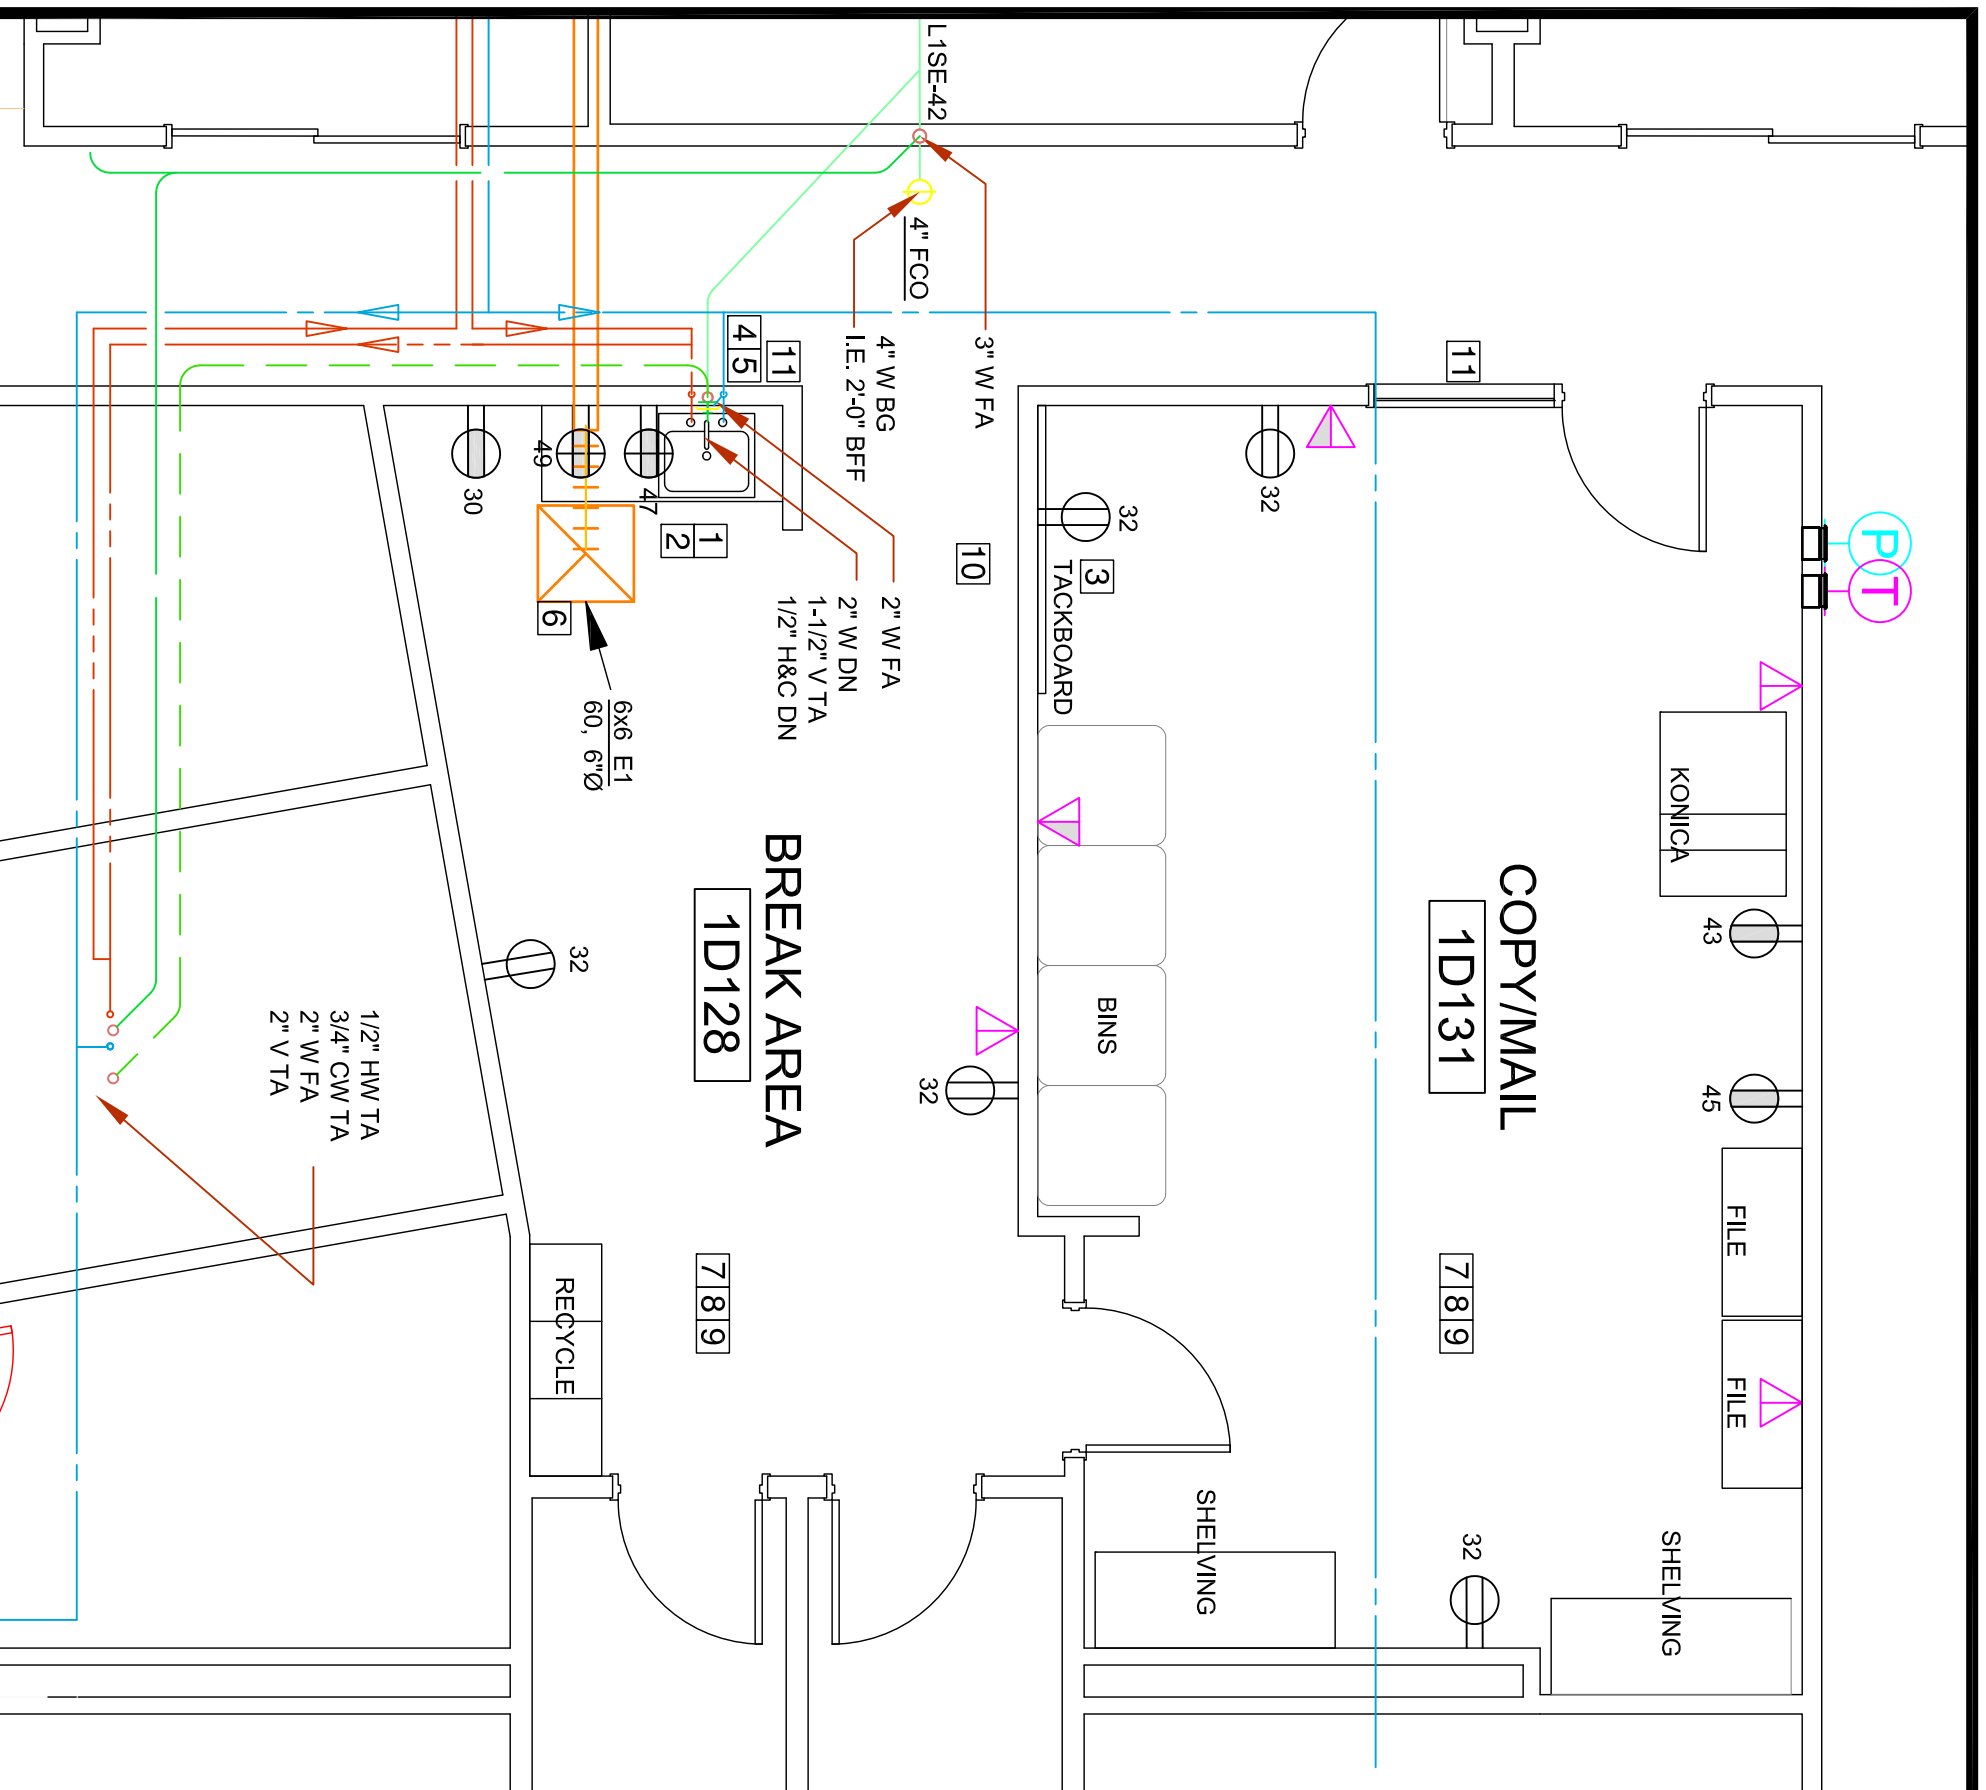 L1SE-42
4" FCO
3" W FA
4" W BG
I.E. 2'-0" BFF
4 5
11
11
P
T
49
30
47
1
2
6
10
3
32
32
TACKBOARD
2" W FA
2" W DN
1-1/2" V TA
1/2" H&C DN
6x6 E1
60, 6"Ø
KONICA
BREAK AREA
1D128
COPY/MAIL
1D131
43
45
32
32
BINS
1/2" HW TA
3/4" CW TA
2" W FA
2" V TA
FILE
FILE
7 8 9
7 8 9
RECYCLE
SHELVING
32
SHELVING